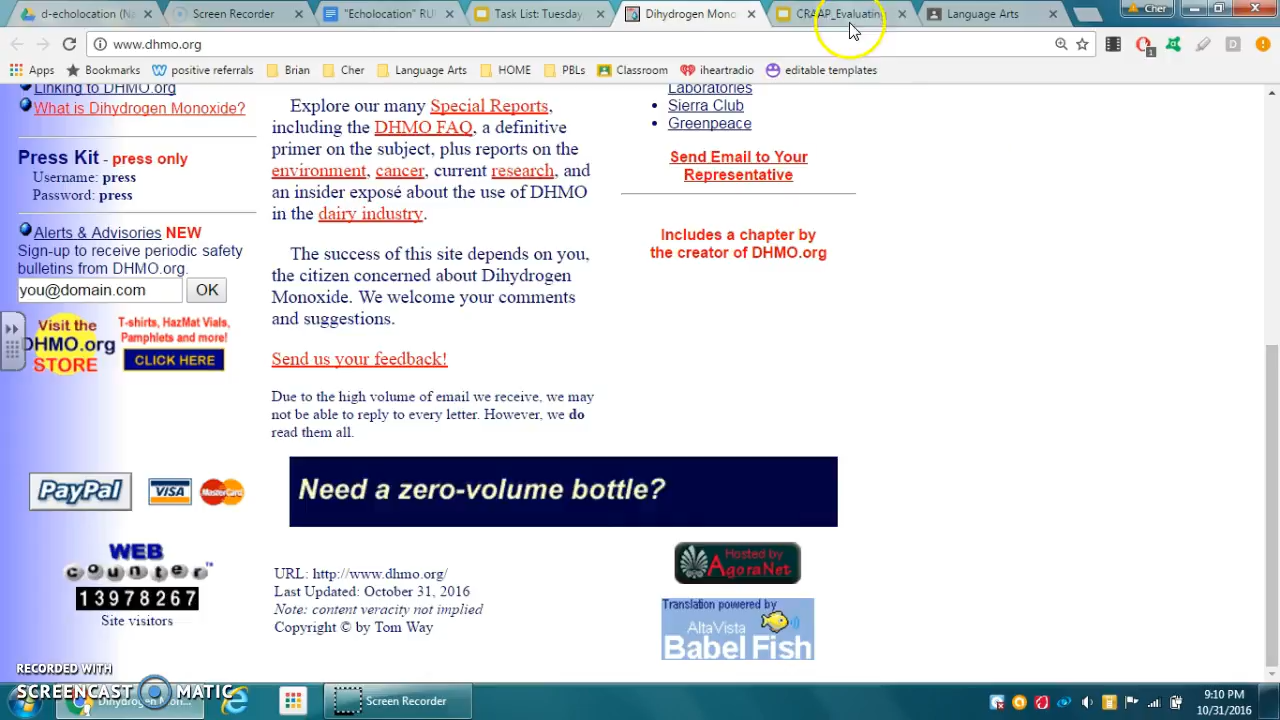 d-echolocation (N
Screen Recorder
"Echolocation" RU
Task List: Tuesday
Dihydrogen Mono
CRAAP_Evaluating
Language Arts
Cher
www.dhmo.org
Apps
Bookmarks
positive referrals
Brian
Cher
Language Arts
HOME
PBLs
Classroom
iheartradio
editable templates
Linking to DHMO.org
What is Dihydrogen Monoxide?
Press Kit - press only
Username: press
Password: press
Alerts & Advisories NEW
Sign-up to receive periodic safety
bulletins from DHMO.org.
you@domain.com OK
Visit the
DHMO.org
STORE
T-shirts, HazMat Vials,
Pamphlets and more!
CLICK HERE
PayPal
VISA
MasterCard
WEB
counter™
13978267
Site visitors
Explore our many Special Reports,
including the DHMO FAQ, a definitive
primer on the subject, plus reports on the
environment, cancer, current research, and
an insider exposé about the use of DHMO
in the dairy industry.
The success of this site depends on you,
the citizen concerned about Dihydrogen
Monoxide. We welcome your comments
and suggestions.
Send us your feedback!
Due to the high volume of email we receive, we may
not be able to reply to every letter. However, we do
read them all.
Need a zero-volume bottle?
URL: http://www.dhmo.org/
Last Updated: October 31, 2016
Note: content veracity not implied
Copyright © by Tom Way
Laboratories
Sierra Club
Greenpeace
Send Email to Your
Representative
Includes a chapter by
the creator of DHMO.org
Hosted by
AgoraNet
Translation powered by
AltaVista
Babel Fish
RECORDED WITH
SCREENCAST MATIC
Dihydrogen Mon...
Screen Recorder
9:10 PM
10/31/2016